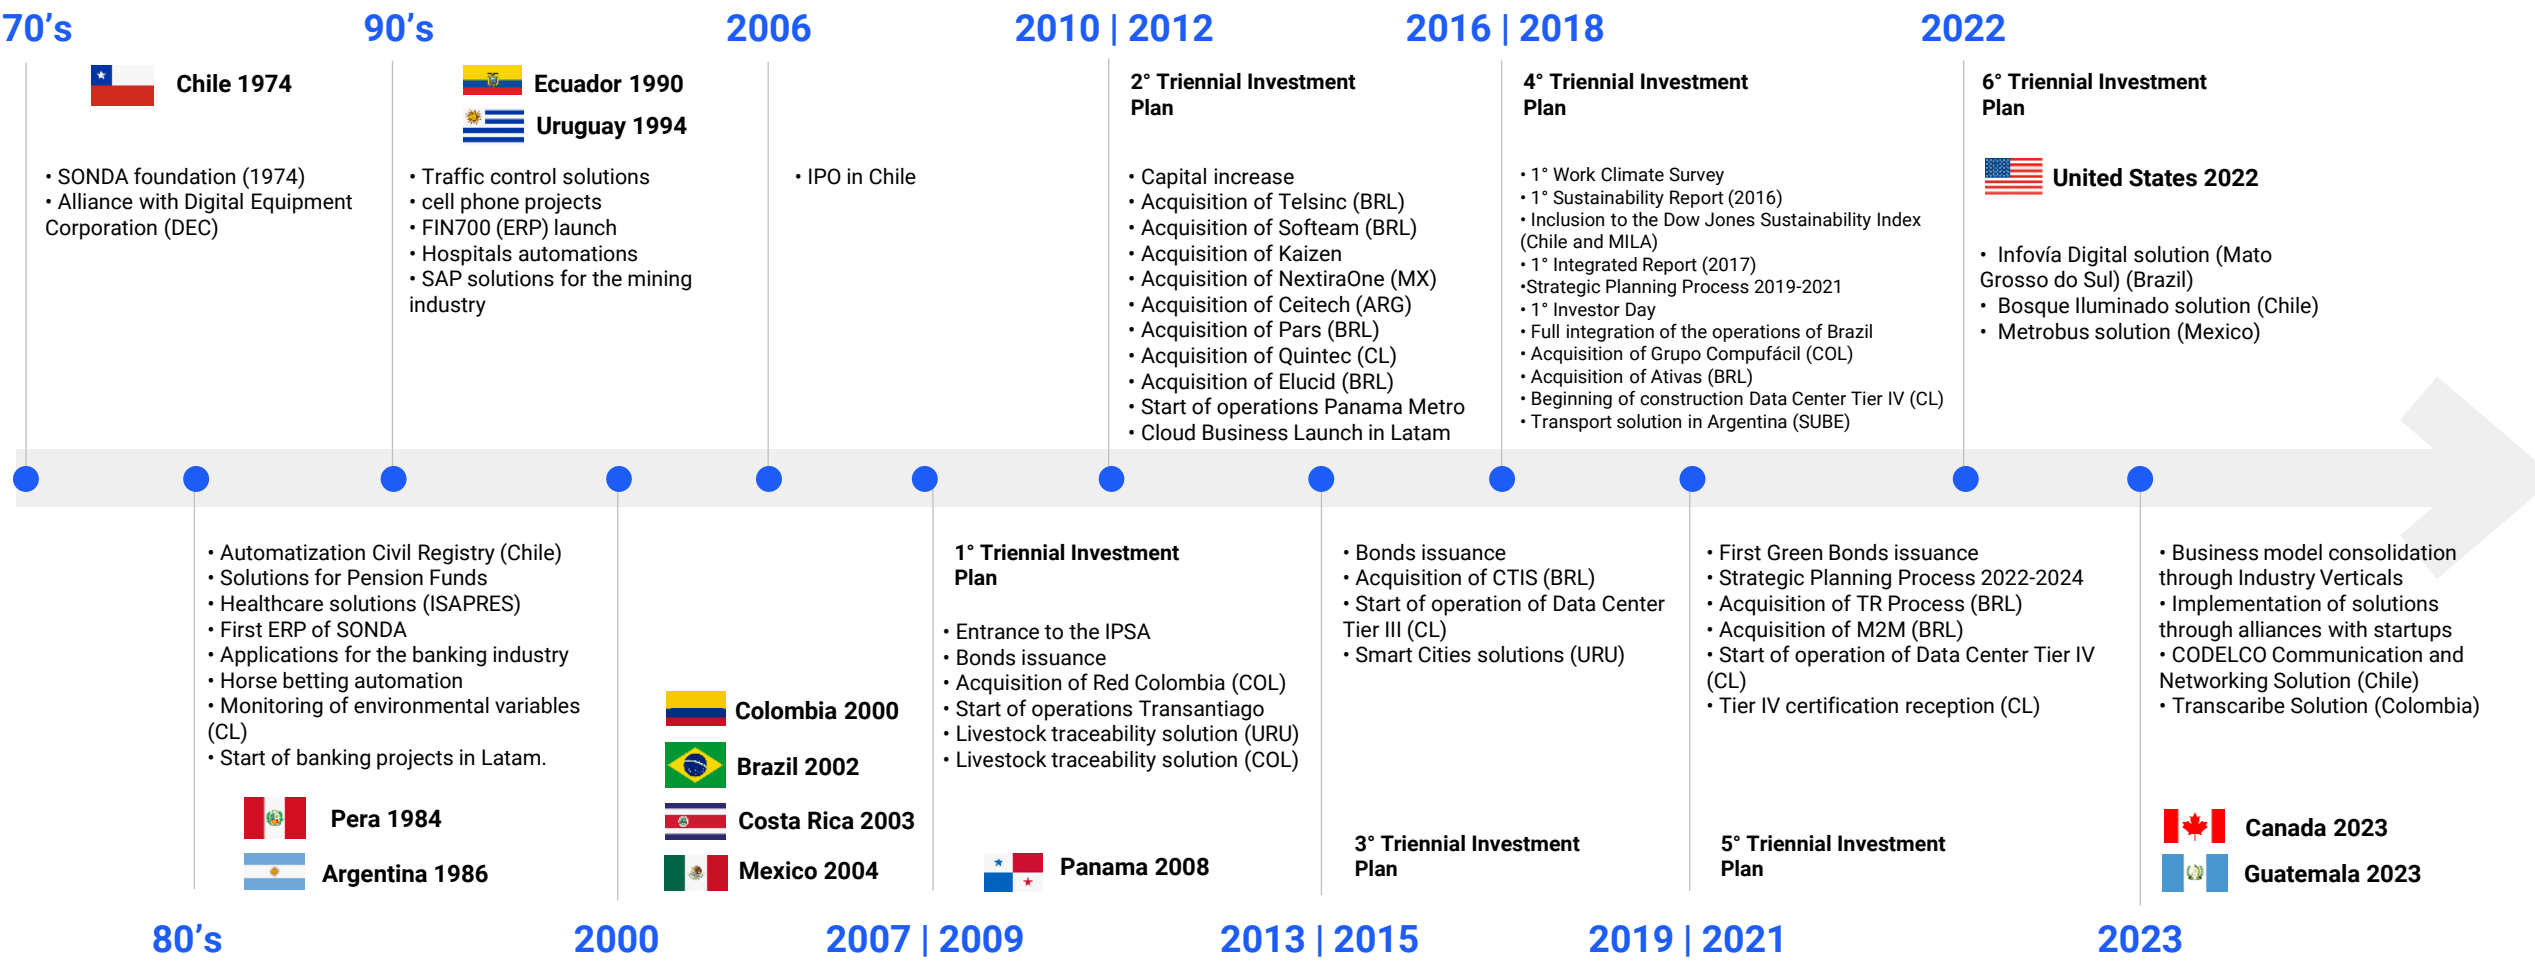 70’s
Chile 1974
• SONDA foundation (1974)
• Alliance with Digital Equipment
Corporation (DEC)
90’s
Ecuador 1990
Uruguay 1994
• Traffic control solutions
• cell phone projects
• FIN700 (ERP) launch
• Hospitals automations
• SAP solutions for the mining
industry
2006
• IPO in Chile
2010 | 2012
2° Triennial Investment
Plan
• Capital increase
• Acquisition of Telsinc (BRL)
• Acquisition of Softeam (BRL)
• Acquisition of Kaizen
• Acquisition of NextiraOne (MX)
• Acquisition of Ceitech (ARG)
• Acquisition of Pars (BRL)
• Acquisition of Quintec (CL)
• Acquisition of Elucid (BRL)
• Start of operations Panama Metro
• Cloud Business Launch in Latam
2016 | 2018
4° Triennial Investment
Plan
• 1° Work Climate Survey
• 1° Sustainability Report (2016)
• Inclusion to the Dow Jones Sustainability Index
(Chile and MILA)
• 1° Integrated Report (2017)
•Strategic Planning Process 2019-2021
• 1° Investor Day
• Full integration of the operations of Brazil
• Acquisition of Grupo Compufácil (COL)
• Acquisition of Ativas (BRL)
• Beginning of construction Data Center Tier IV (CL)
• Transport solution in Argentina (SUBE)
2022
6° Triennial Investment
Plan
United States 2022
• Infovía Digital solution (Mato
Grosso do Sul) (Brazil)
• Bosque Iluminado solution (Chile)
• Metrobus solution (Mexico)
• Automatization Civil Registry (Chile)
• Solutions for Pension Funds
• Healthcare solutions (ISAPRES)
• First ERP of SONDA
• Applications for the banking industry
• Horse betting automation
• Monitoring of environmental variables
(CL)
• Start of banking projects in Latam.
Pera 1984
Argentina 1986
80’s
Colombia 2000
Brazil 2002
Costa Rica 2003
Mexico 2004
2000
1° Triennial Investment
Plan
• Entrance to the IPSA
• Bonds issuance
• Acquisition of Red Colombia (COL)
• Start of operations Transantiago
• Livestock traceability solution (URU)
• Livestock traceability solution (COL)
Panama 2008
2007 | 2009
• Bonds issuance
• Acquisition of CTIS (BRL)
• Start of operation of Data Center
Tier III (CL)
• Smart Cities solutions (URU)
3° Triennial Investment
Plan
2013 | 2015
• First Green Bonds issuance
• Strategic Planning Process 2022-2024
• Acquisition of TR Process (BRL)
• Acquisition of M2M (BRL)
• Start of operation of Data Center Tier IV
(CL)
• Tier IV certification reception (CL)
5° Triennial Investment
Plan
2019 | 2021
• Business model consolidation
through Industry Verticals
• Implementation of solutions
through alliances with startups
• CODELCO Communication and
Networking Solution (Chile)
• Transcaribe Solution (Colombia)
Canada 2023
Guatemala 2023
2023